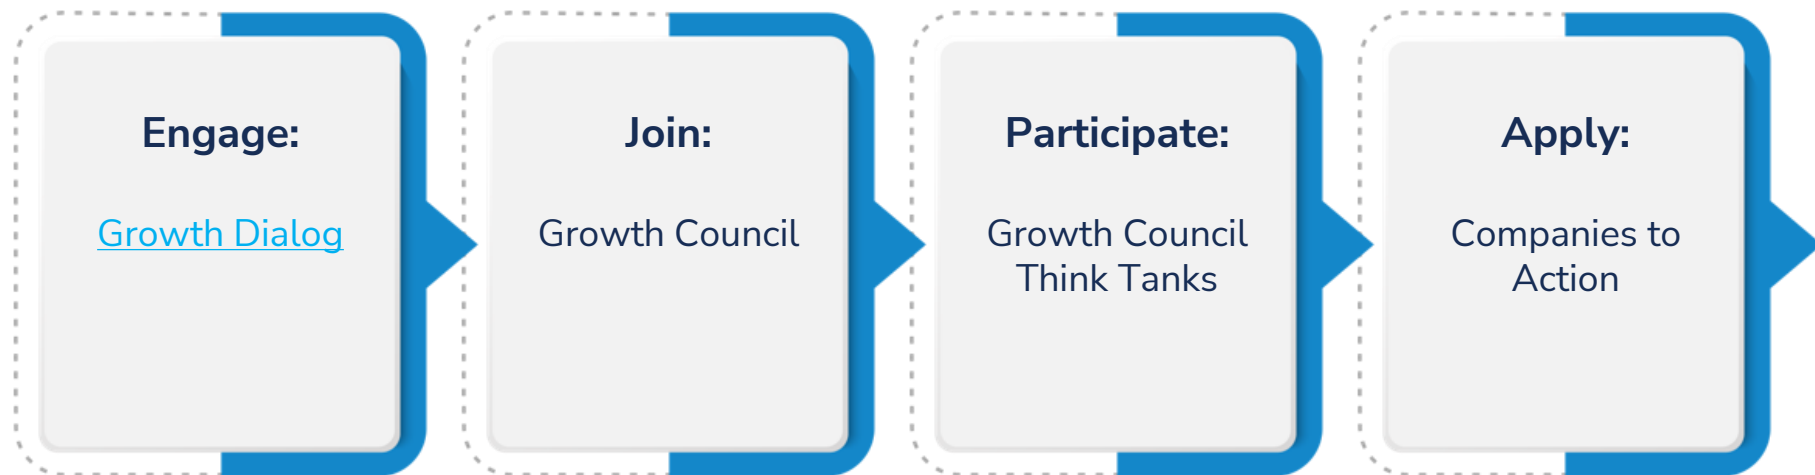 Engage:
Growth Dialog
Join:
Growth Council
Participate:
Growth Council
Think Tanks
Apply:
Companies to
Action